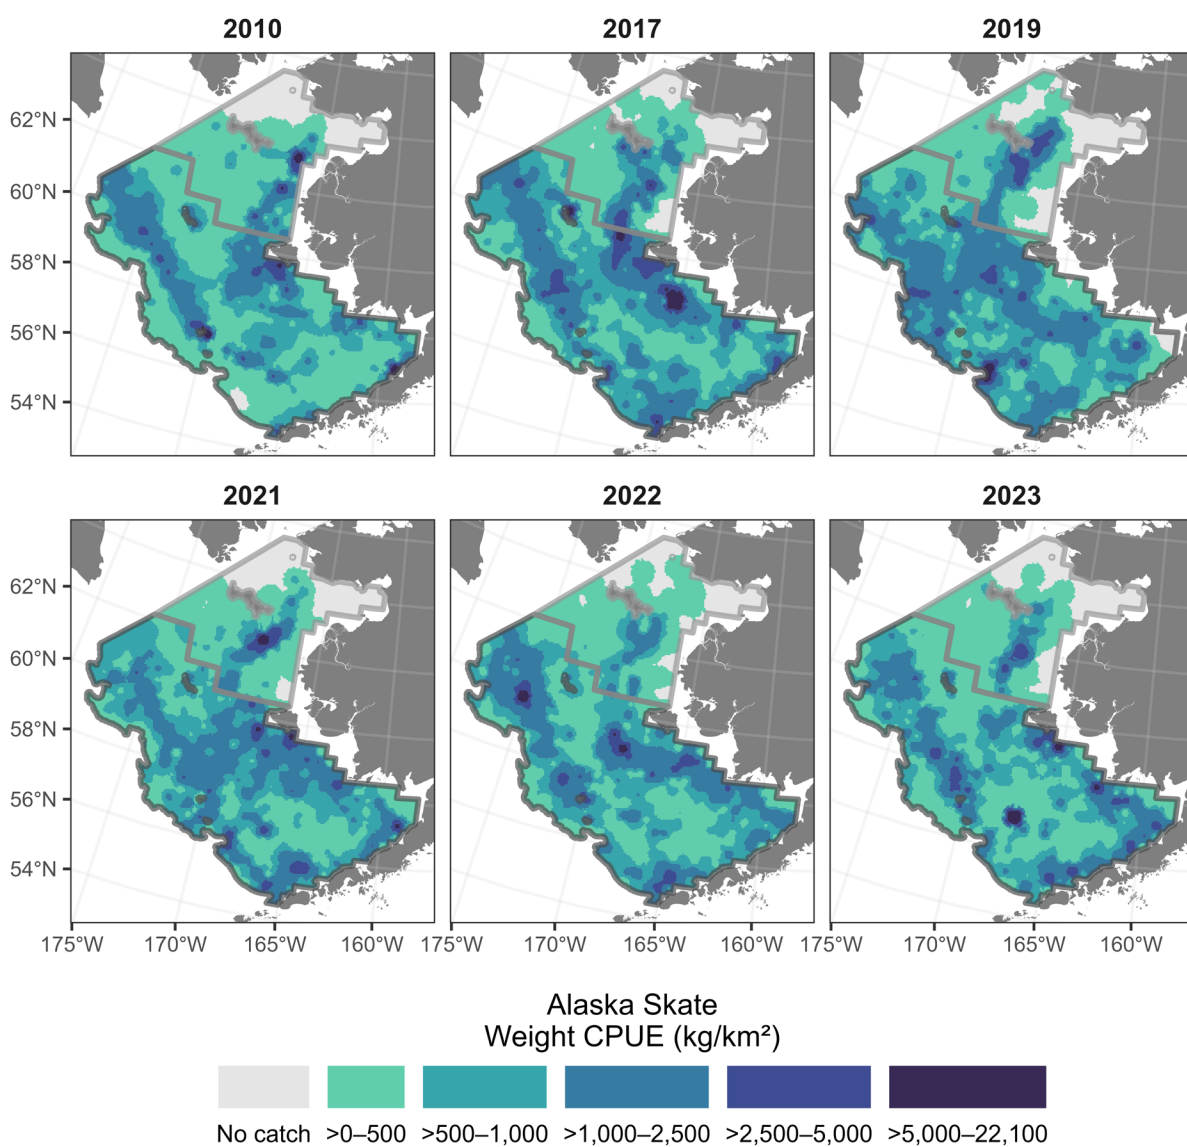 2010 2017 2019
62°N
60°N
58°N
56°N
54°N
2021 2022 2023
62°N
60°N
58°N
56°N
54°N
175°W 170°W 165°W 160°W 175°W 170°W 165°W 160°W 175°W 170°W 165°W 160°W
Alaska Skate
Weight CPUE (kg/km²)
No catch >0–500 >500–1,000 >1,000–2,500 >2,500–5,000 >5,000–22,100